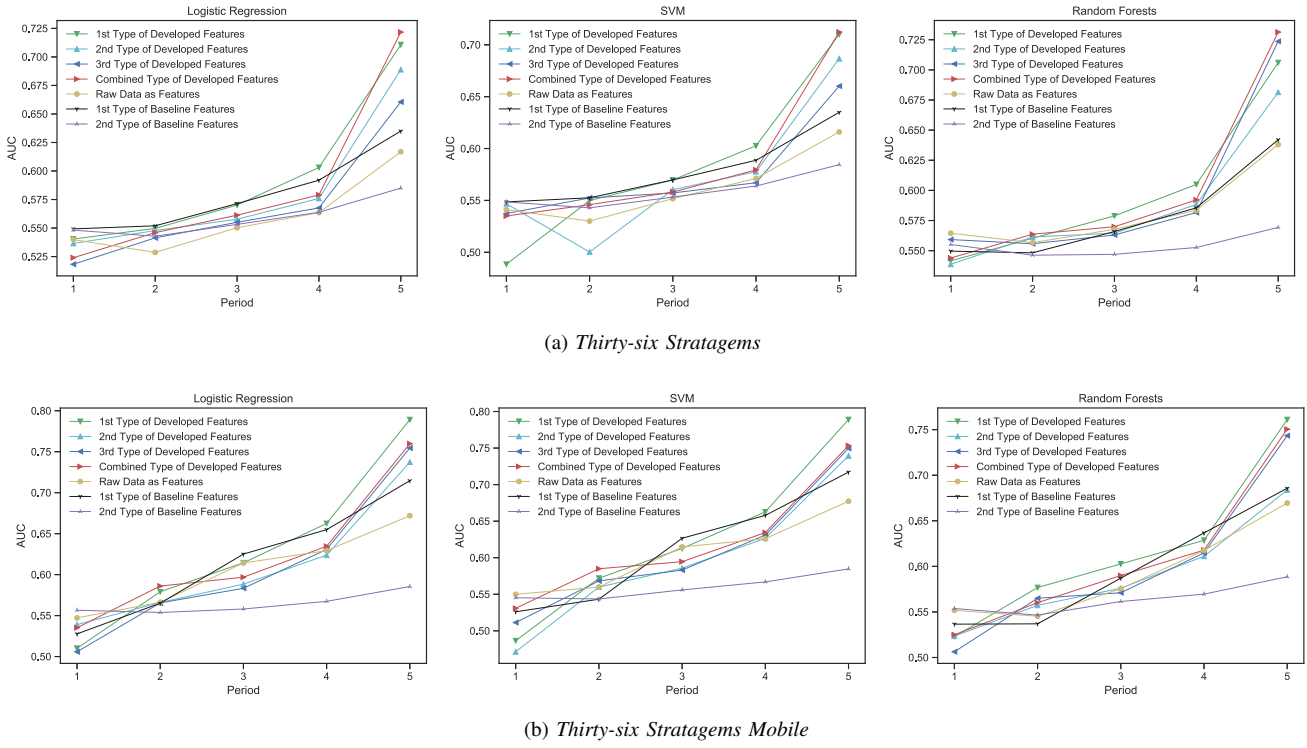 Logistic Regression
0.725
0.700
0.675
0.650
0.625
0.600
0.575
0.550
0.525
AUC
1st Type of Developed Features
2nd Type of Developed Features
3rd Type of Developed Features
Combined Type of Developed Features
Raw Data as Features
1st Type of Baseline Features
2nd Type of Baseline Features
1 2 3 4 5
Period
SVM
0.70
0.65
0.60
0.55
0.50
AUC
1st Type of Developed Features
2nd Type of Developed Features
3rd Type of Developed Features
Combined Type of Developed Features
Raw Data as Features
1st Type of Baseline Features
2nd Type of Baseline Features
1 2 3 4 5
Period
Random Forests
0.725
0.700
0.675
0.650
0.625
0.600
0.575
0.550
AUC
1st Type of Developed Features
2nd Type of Developed Features
3rd Type of Developed Features
Combined Type of Developed Features
Raw Data as Features
1st Type of Baseline Features
2nd Type of Baseline Features
1 2 3 4 5
Period
(a) Thirty-six Stratagems
Logistic Regression
0.80
0.75
0.70
0.65
0.60
0.55
0.50
AUC
1st Type of Developed Features
2nd Type of Developed Features
3rd Type of Developed Features
Combined Type of Developed Features
Raw Data as Features
1st Type of Baseline Features
2nd Type of Baseline Features
1 2 3 4 5
Period
SVM
0.80
0.75
0.70
0.65
0.60
0.55
0.50
AUC
1st Type of Developed Features
2nd Type of Developed Features
3rd Type of Developed Features
Combined Type of Developed Features
Raw Data as Features
1st Type of Baseline Features
2nd Type of Baseline Features
1 2 3 4 5
Period
Random Forests
0.75
0.70
0.65
0.60
0.55
0.50
AUC
1st Type of Developed Features
2nd Type of Developed Features
3rd Type of Developed Features
Combined Type of Developed Features
Raw Data as Features
1st Type of Baseline Features
2nd Type of Baseline Features
1 2 3 4 5
Period
(b) Thirty-six Stratagems Mobile